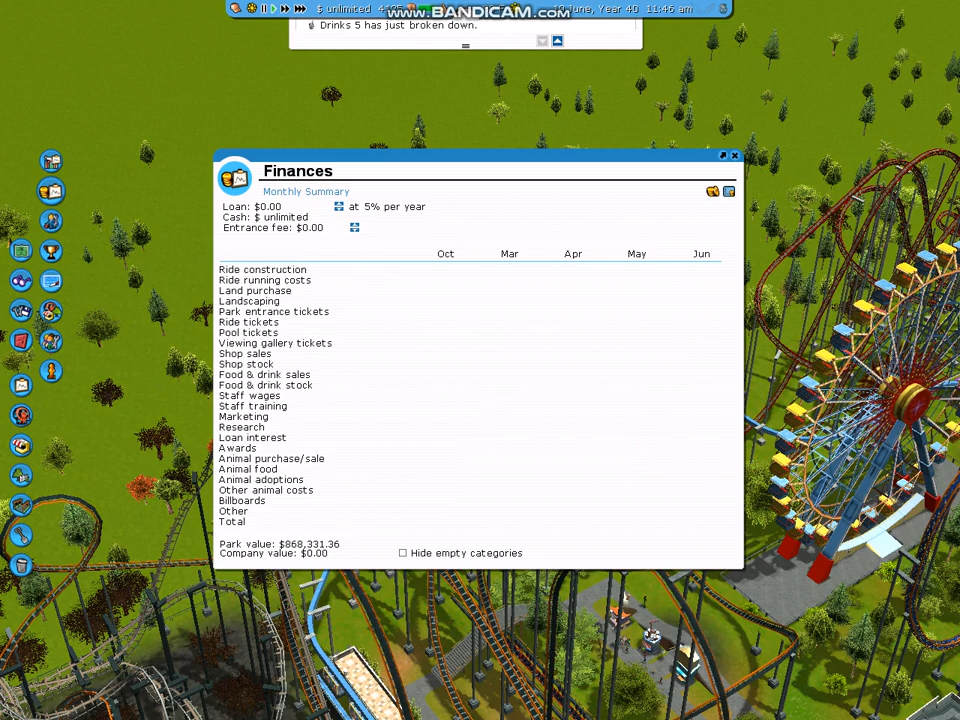 $ unlimited
www.BANDICAM.com
June, Year 40 11:46 am
Drinks 5 has just broken down.
Finances
Monthly Summary
Loan: $0.00 at 5% per year
Cash: $ unlimited
Entrance fee: $0.00
Oct Mar Apr May Jun
Ride construction
Ride running costs
Land purchase
Landscaping
Park entrance tickets
Ride tickets
Pool tickets
Viewing gallery tickets
Shop sales
Shop stock
Food & drink sales
Food & drink stock
Staff wages
Staff training
Marketing
Research
Loan interest
Awards
Animal purchase/sale
Animal food
Animal adoptions
Other animal costs
Billboards
Other
Total
Park value: $868,331.36
Company value: $0.00
Hide empty categories